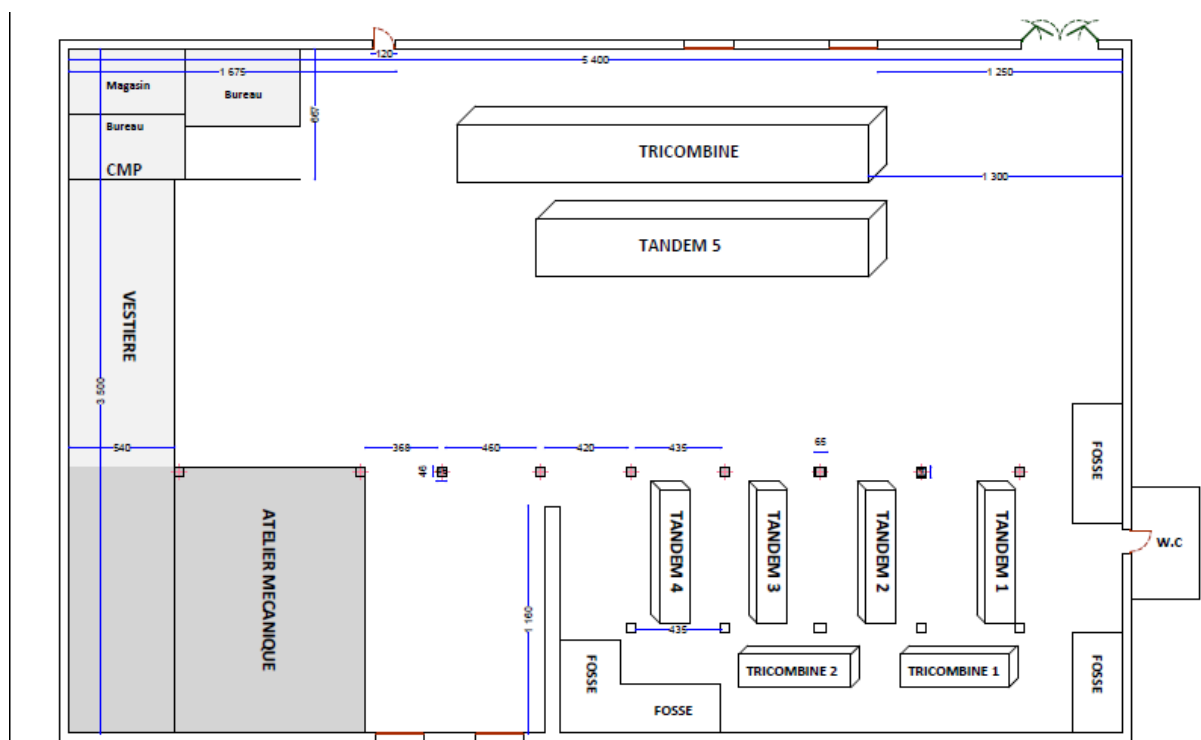 120
5 400
1 675
1 250
Magasin
Bureau
667
Bureau
TRICOMBINE
CMP
1 300
TANDEM 5
VESTIERE
3 500
540
368
460
420
435
65
46
FOSSE
ATELIER MECANIQUE
TANDEM 4
TANDEM 3
TANDEM 2
TANDEM 1
W.C
1 160
435
FOSSE
FOSSE
TRICOMBINE 2
TRICOMBINE 1
FOSSE